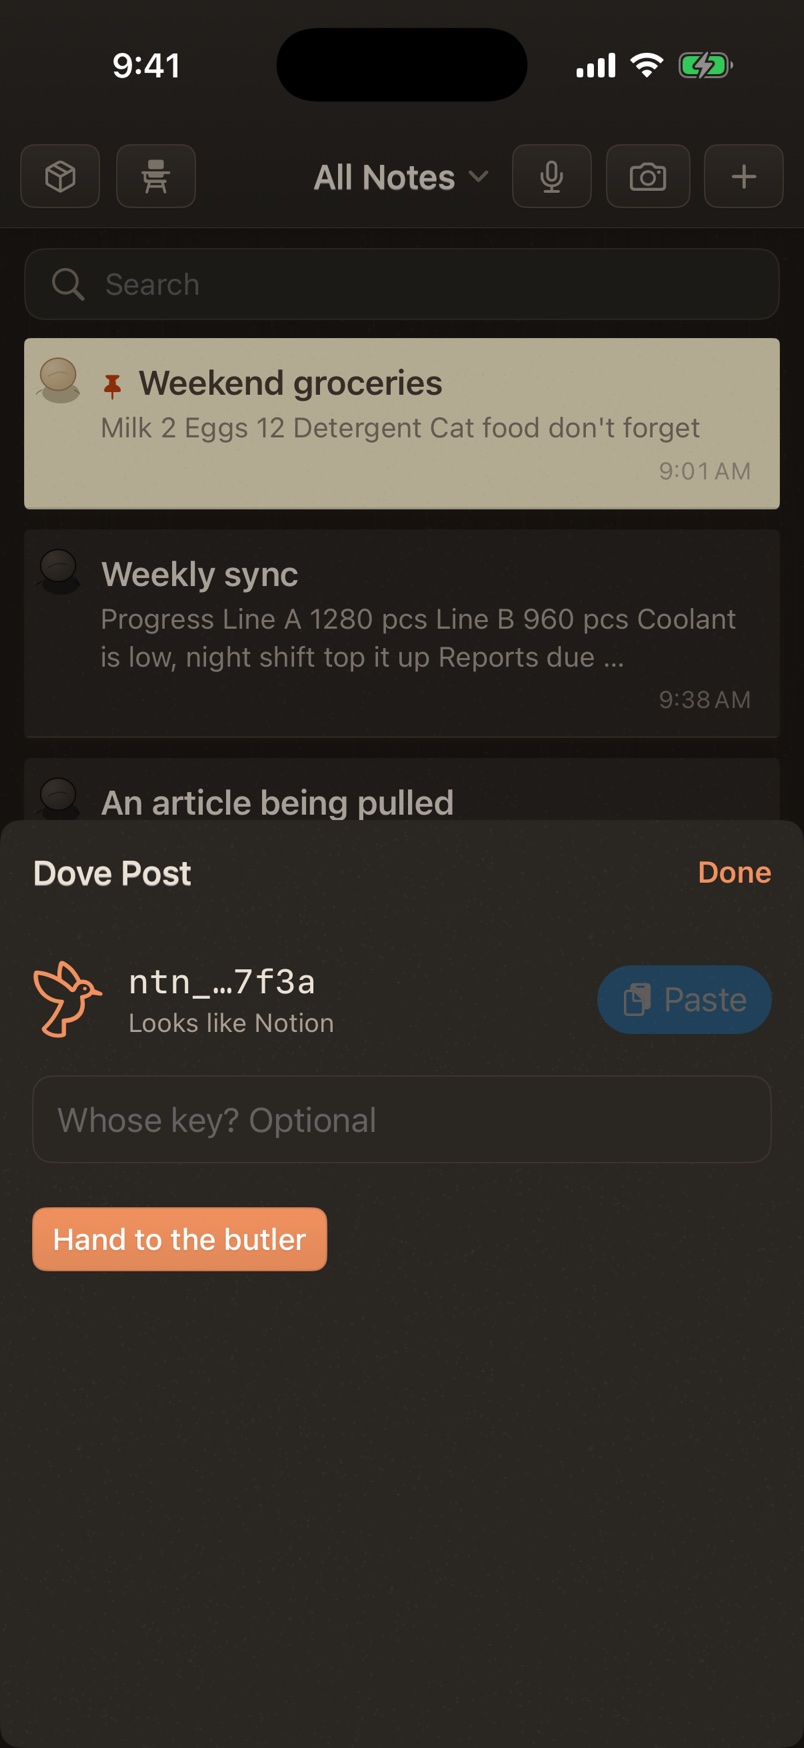 9:41
All Notes
Search
Weekend groceries
Milk 2 Eggs 12 Detergent Cat food don't forget
9:01 AM
Weekly sync
Progress Line A 1280 pcs Line B 960 pcs Coolant
is low, night shift top it up Reports due ...
9:38 AM
An article being pulled
Dove Post
Done
ntn_…7f3a
Looks like Notion
Paste
Whose key? Optional
Hand to the butler